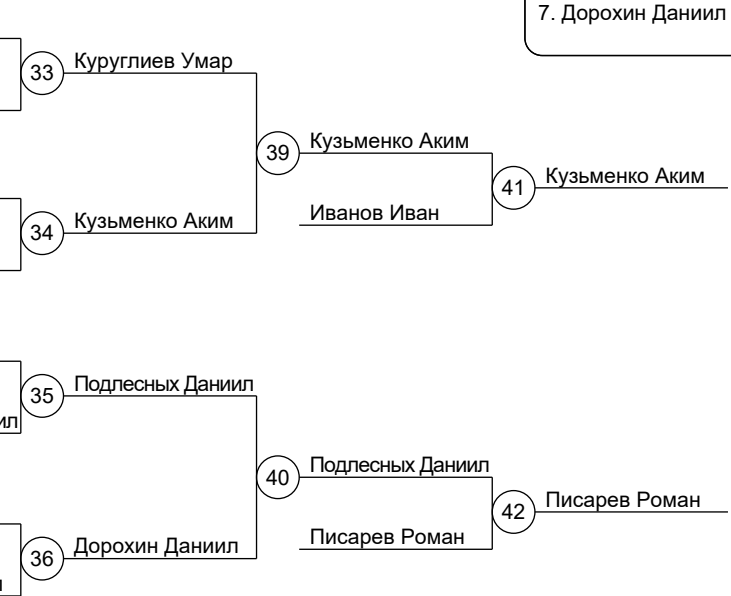 7. Дорохин Даниил
33 Куруглиев Умар
39 Кузьменко Аким
41 Кузьменко Аким
Иванов Иван
34 Кузьменко Аким
35 Подлесных Даниил
40 Подлесных Даниил
42 Писарев Роман
Писарев Роман
36 Дорохин Даниил